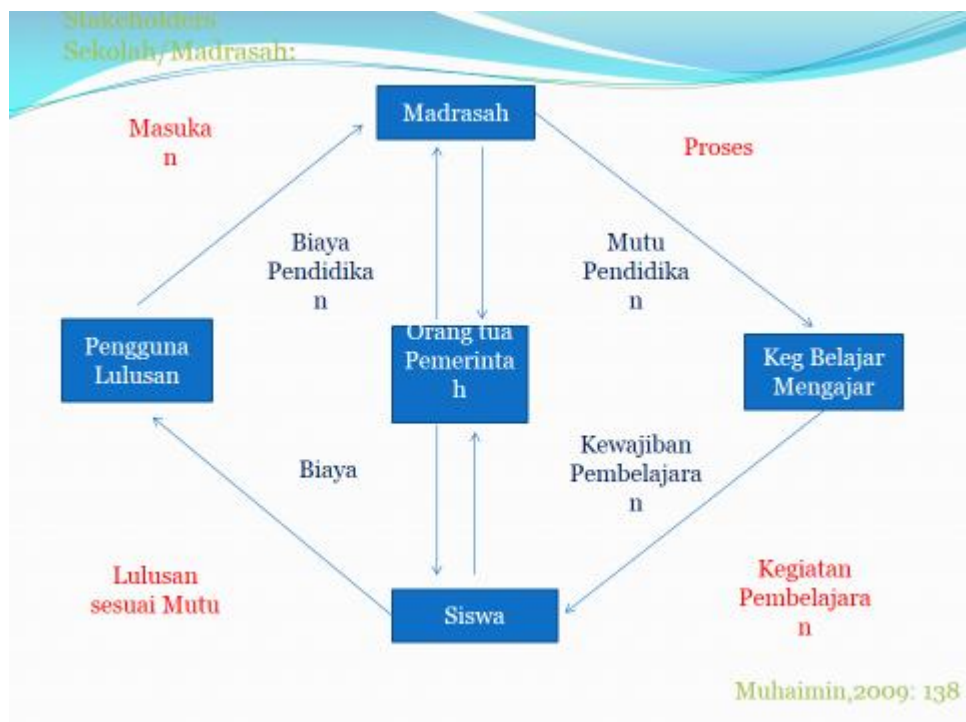 Stakeholders
Sekolah/Madrasah:
Madrasah
Masuka
n
Proses
Biaya
Pendidika
n
Mutu
Pendidika
n
Pengguna
Lulusan
Orang tua
Pemerinta
h
Keg Belajar
Mengajar
Biaya
Kewajiban
Pembelajara
n
Lulusan
sesuai Mutu
Siswa
Kegiatan
Pembelajara
n
Muhaimin,2009: 138